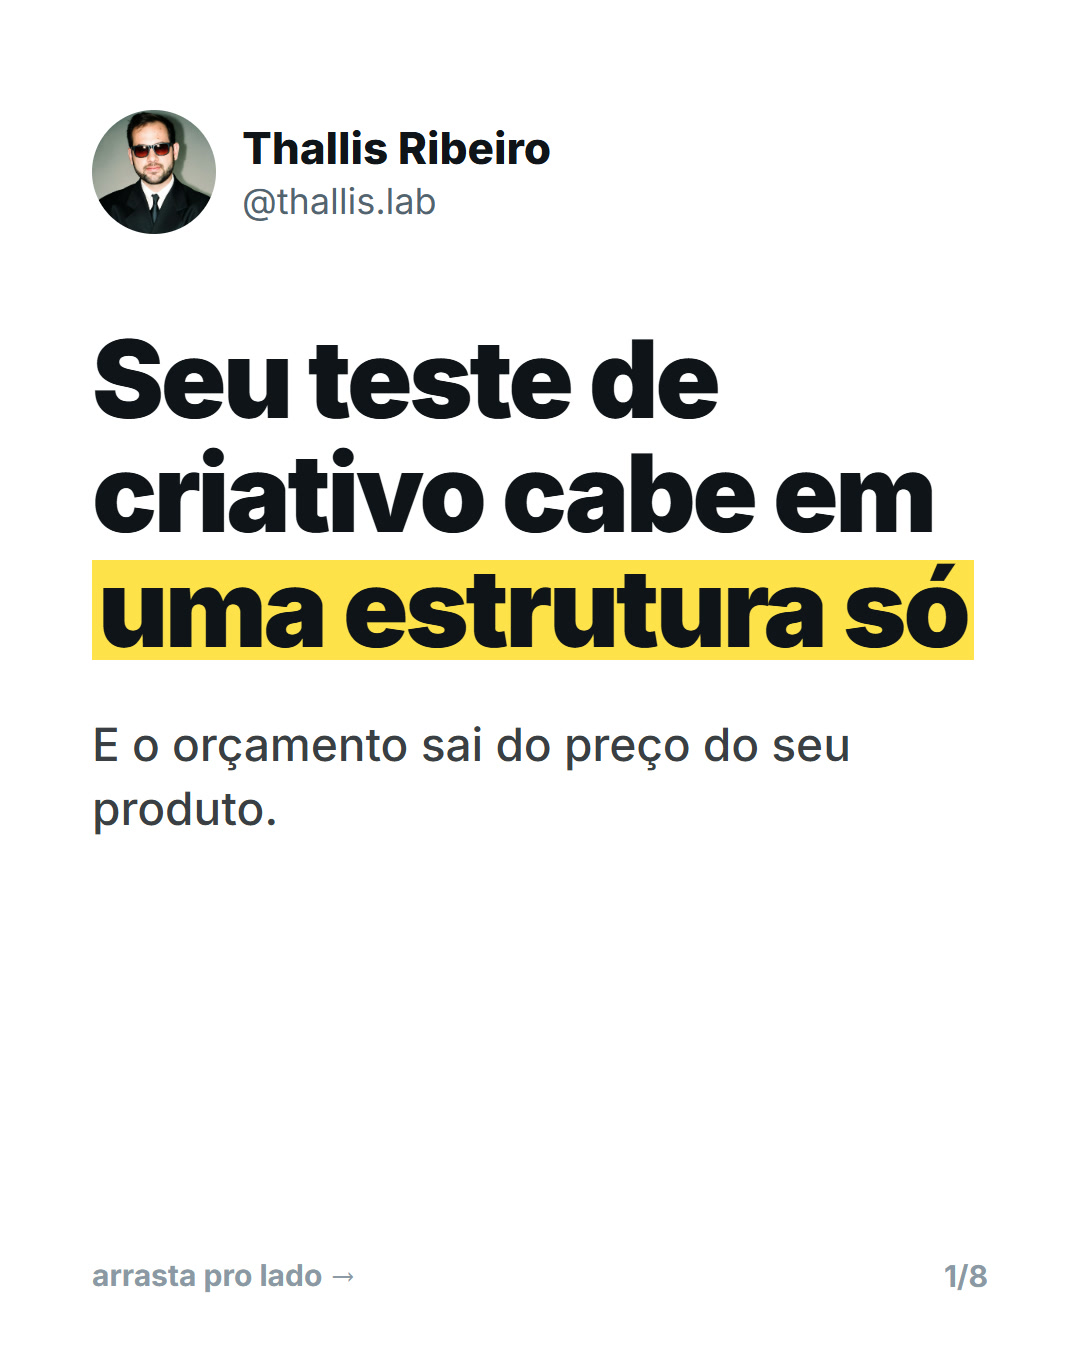 Thallis Ribeiro
@thallis.lab
Seu teste de
criativo cabe em
uma estrutura só
E o orçamento sai do preço do seu
produto.
arrasta pro lado →
1/8